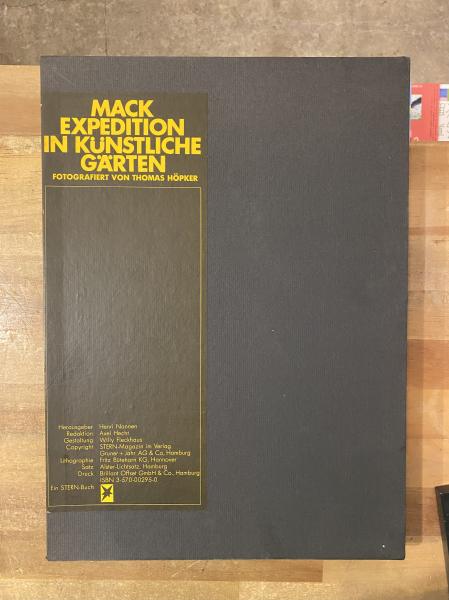 MACK
EXPEDITION
IN KÜNSTLICHE
GÄRTEN
FOTOGRAFIERT VON THOMAS HÖPKER
Herausgeber Henri Nannen
Redaktion Axel Hecht
Gestaltung Willy Fleckhaus
Copyright STERN-Magazin im Verlag
Gruner + Jahr AG & Co, Hamburg
Lithographie Fritz Bütehorn KG, Hannover
Satz Alster-Lichtsatz, Hamburg
Druck Brillant Offset GmbH & Co., Hamburg
ISBN 3-570-00295-0
Ein STERN-Buch